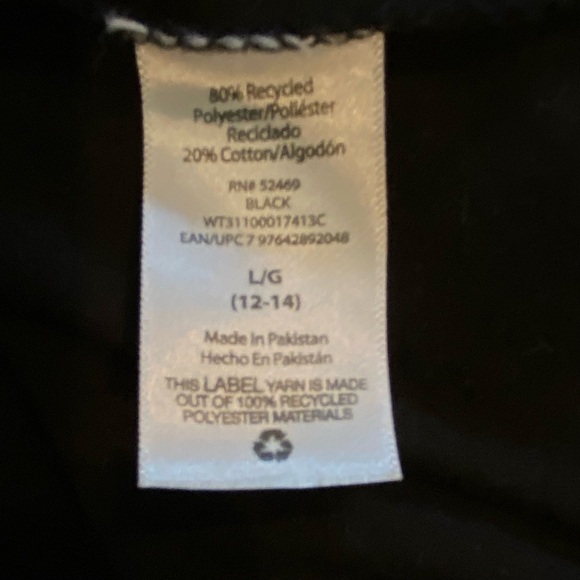 80% Recycled
Polyester/Poliéster
Reciclado
20% Cotton/Algodón
RN# 52469
BLACK
WT31100017413C
EAN/UPC 7 97642892048
L/G
(12-14)
Made In Pakistan
Hecho En Pakistán
THIS LABEL YARN IS MADE
OUT OF 100% RECYCLED
POLYESTER MATERIALS